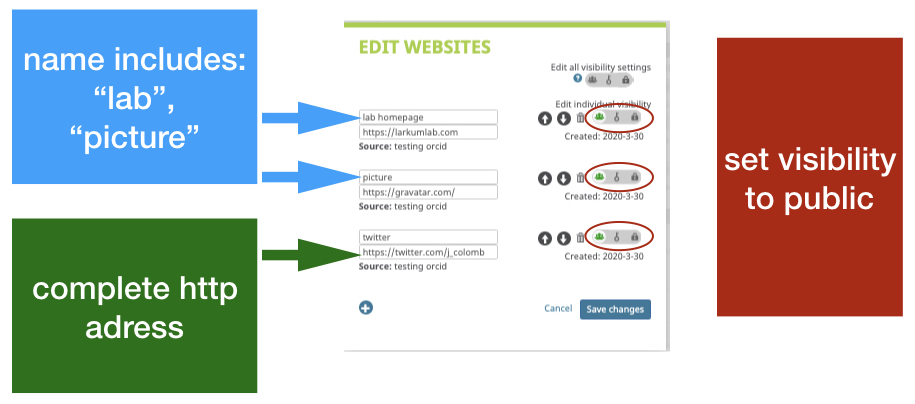 name includes:
“lab”,
“picture”
complete http
adress
EDIT WEBSITES
Edit all visibility settings
Edit individual visibility
lab homepage
https://larkumlab.com
Source: testing orcid
Created: 2020-3-30
picture
https://gravatar.com/
Source: testing orcid
Created: 2020-3-30
twitter
https://twitter.com/j_colomb
Source: testing orcid
Created: 2020-3-30
Cancel
Save changes
set visibility
to public